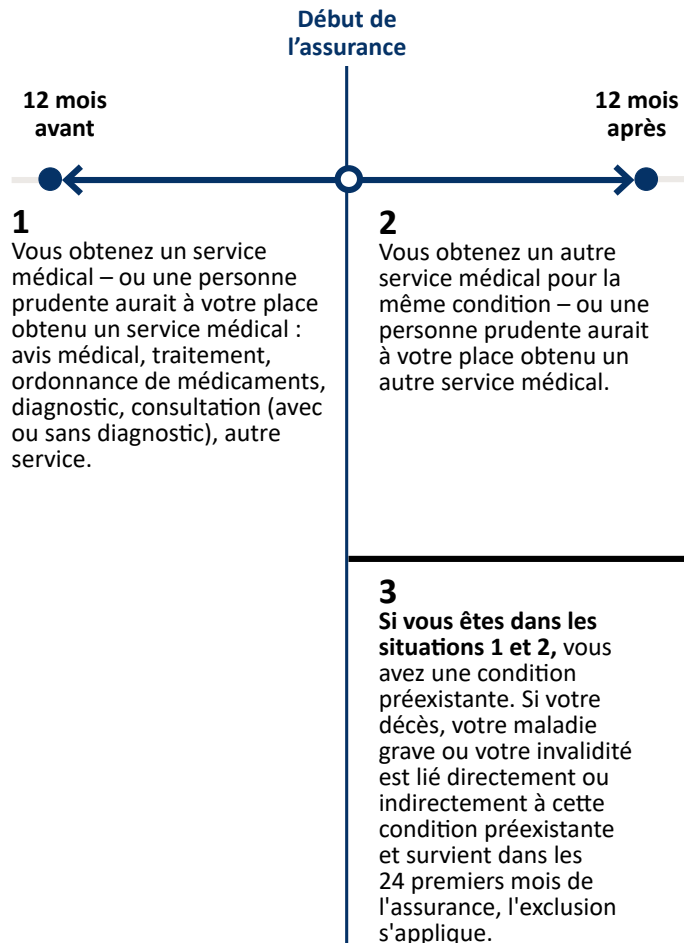 Début de
l’assurance
12 mois
avant
12 mois
après
1
Vous obtenez un service
médical – ou une personne
prudente aurait à votre place
obtenu un service médical :
avis médical, traitement,
ordonnance de médicaments,
diagnostic, consultation (avec
ou sans diagnostic), autre
service.
2
Vous obtenez un autre
service médical pour la
même condition – ou une
personne prudente aurait
à votre place obtenu un
autre service médical.
3
Si vous êtes dans les
situations 1 et 2, vous
avez une condition
préexistante. Si votre
décès, votre maladie
grave ou votre invalidité
est lié directement ou
indirectement à cette
condition préexistante
et survient dans les
24 premiers mois de
l'assurance, l'exclusion
s'applique.